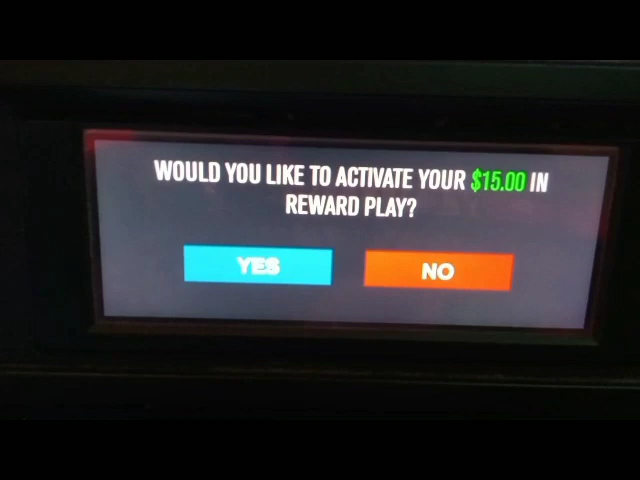 WOULD YOU LIKE TO ACTIVATE YOUR $15.00 IN
REWARD PLAY?
YES
NO